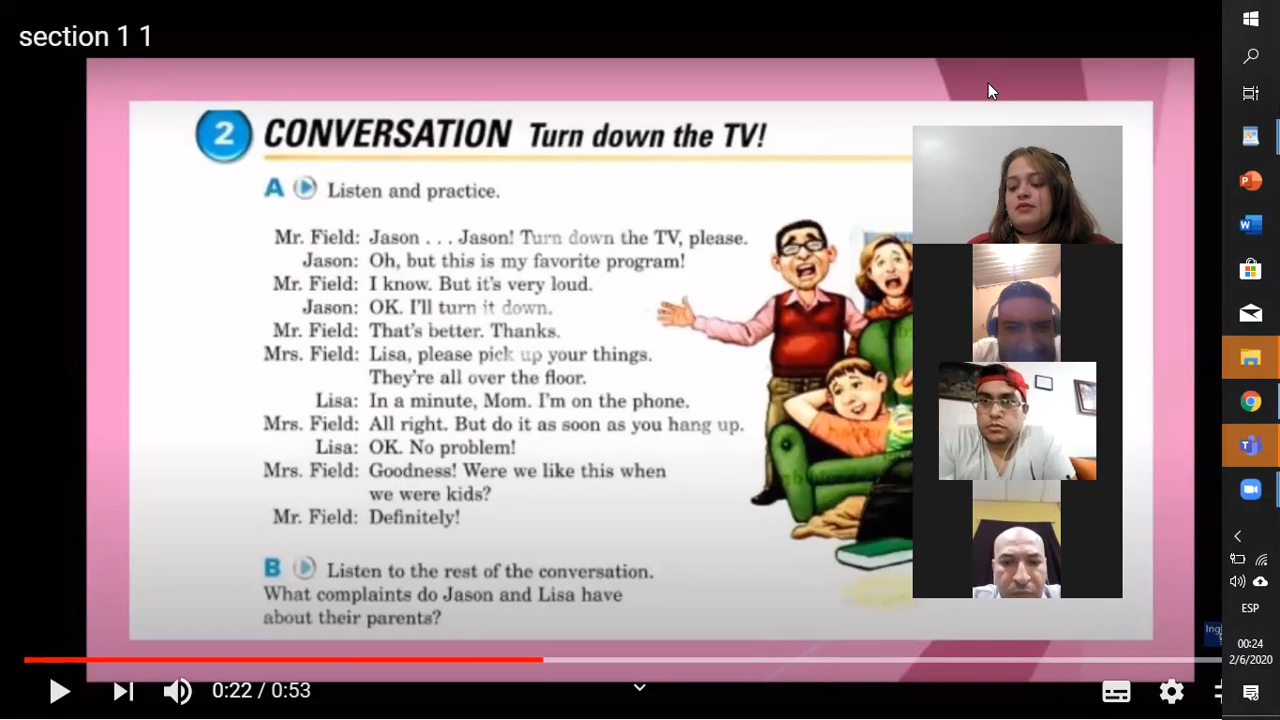 section 1 1
2 CONVERSATION Turn down the TV!
A Listen and practice.
Mr. Field: Jason . . . Jason! Turn down the TV, please.
Jason: Oh, but this is my favorite program!
Mr. Field: I know. But it's very loud.
Jason: OK. I'll turn it down.
Mr. Field: That's better. Thanks.
Mrs. Field: Lisa, please pick up your things.
They're all over the floor.
Lisa: In a minute, Mom. I'm on the phone.
Mrs. Field: All right. But do it as soon as you hang up.
Lisa: OK. No problem!
Mrs. Field: Goodness! Were we like this when
we were kids?
Mr. Field: Definitely!
B Listen to the rest of the conversation.
What complaints do Jason and Lisa have
about their parents?
0:22 / 0:53
ESP
00:24
2/6/2020